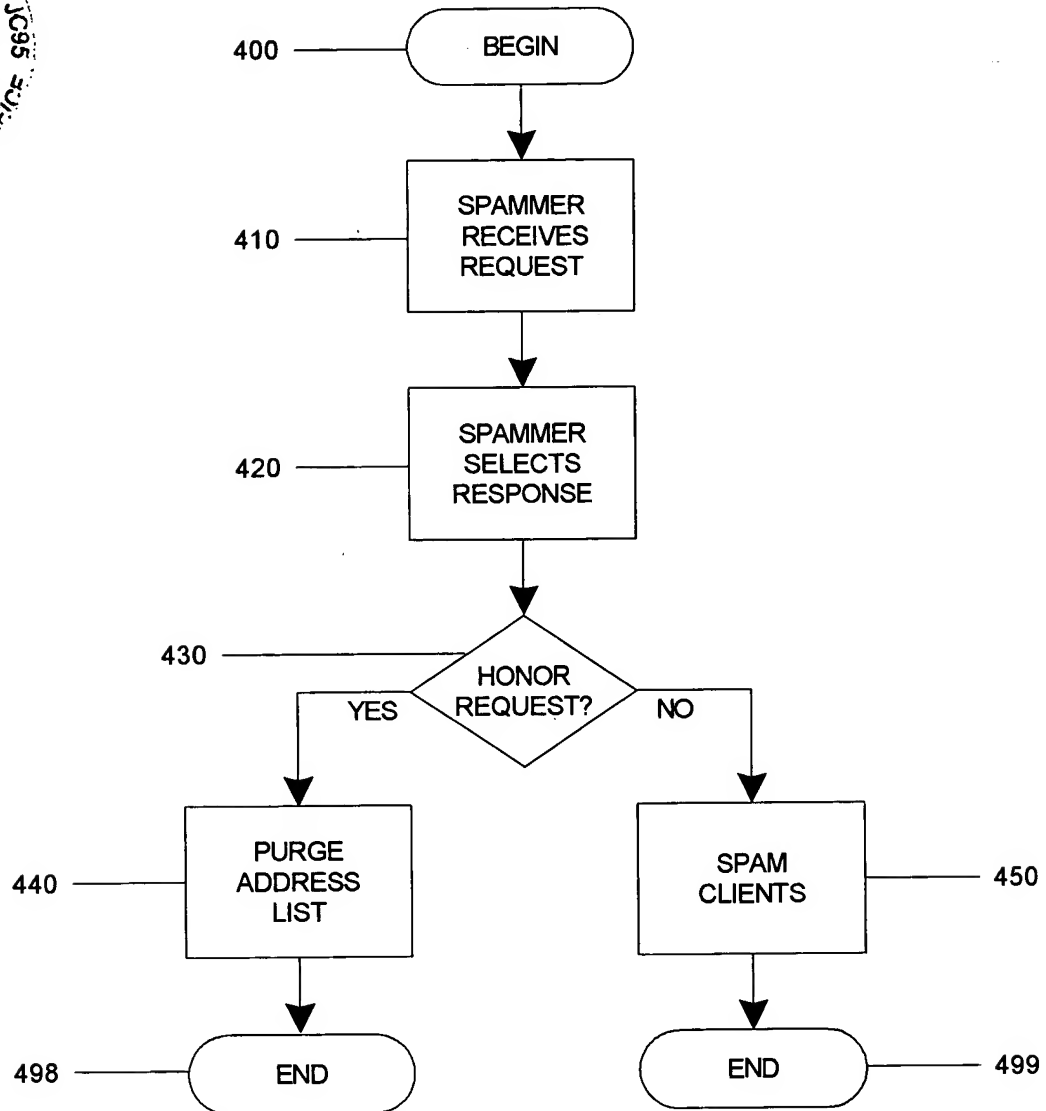 JC95
400
BEGIN
410
SPAMMER
RECEIVES
REQUEST
420
SPAMMER
SELECTS
RESPONSE
430
HONOR
REQUEST?
YES
NO
440
PURGE
ADDRESS
LIST
SPAM
CLIENTS
450
498
END
END
499